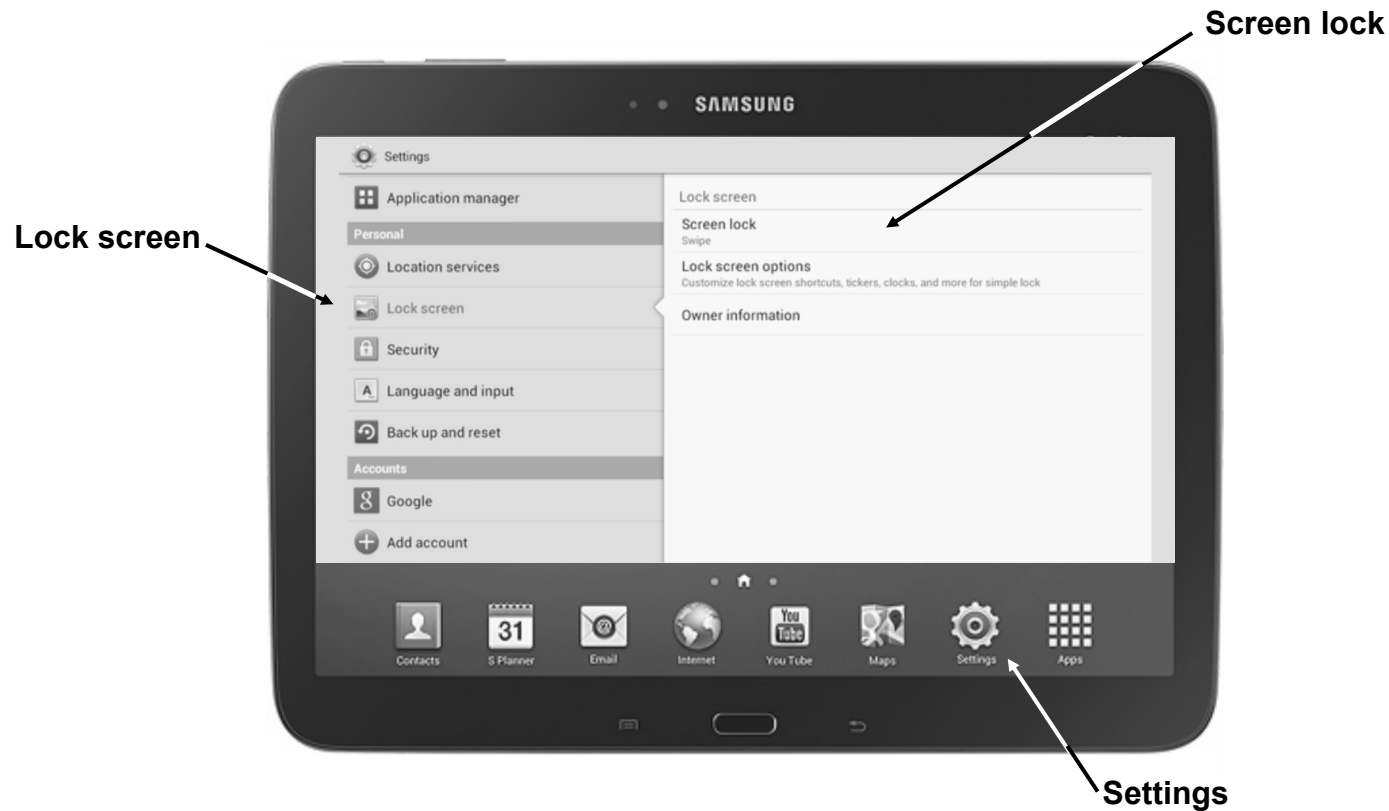 Screen lock
SAMSUNG
Settings
Application manager
Personal
Location services
Lock screen
Lock screen
Security
Language and input
Back up and reset
Accounts
Google
Add account
Lock screen
Screen lock
Swipe
Lock screen options
Customize lock screen shortcuts, tickers, clocks, and more for simple lock
Owner information
31
You
Tube
Contacts
S Planner
Email
Internet
You Tube
Maps
Settings
Apps
Settings